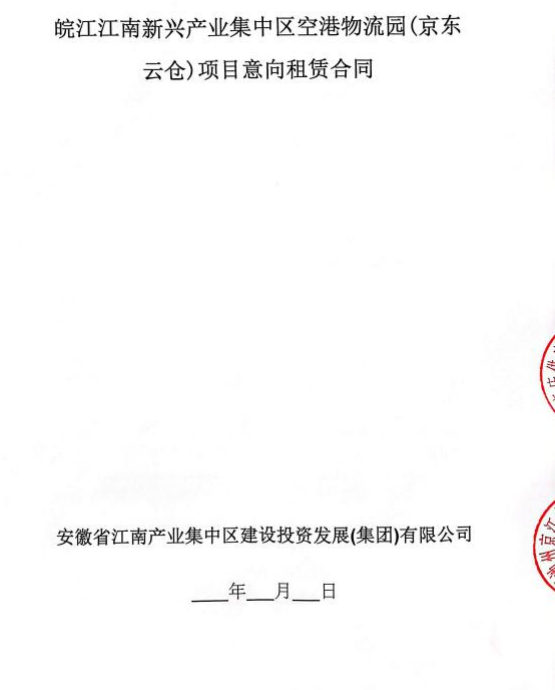 皖江江南新兴产业集中区空港物流园(京东
云仓)项目意向租赁合同
安徽省江南产业集中区建设投资发展(集团)有限公司
____年___月___日